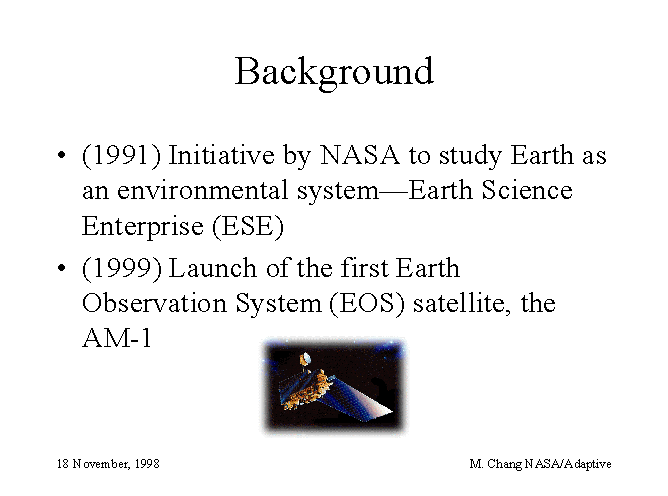 Background
• (1991) Initiative by NASA to study Earth as
an environmental system—Earth Science
Enterprise (ESE)
• (1999) Launch of the first Earth
Observation System (EOS) satellite, the
AM-1
18 November, 1998
M. Chang NASA/Adaptive